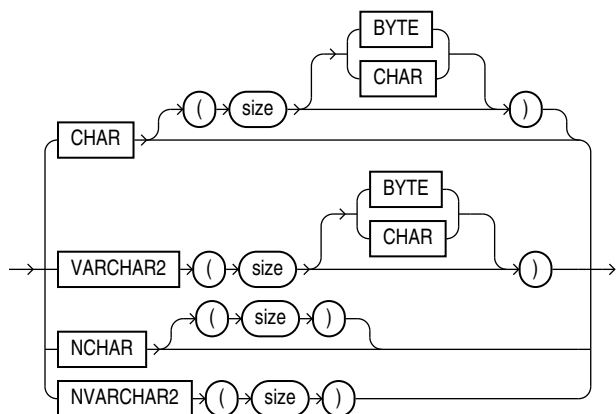 BYTE
( size CHAR )
CHAR
BYTE
CHAR
VARCHAR2 ( size )
( size )
NCHAR
NVARCHAR2 ( size )